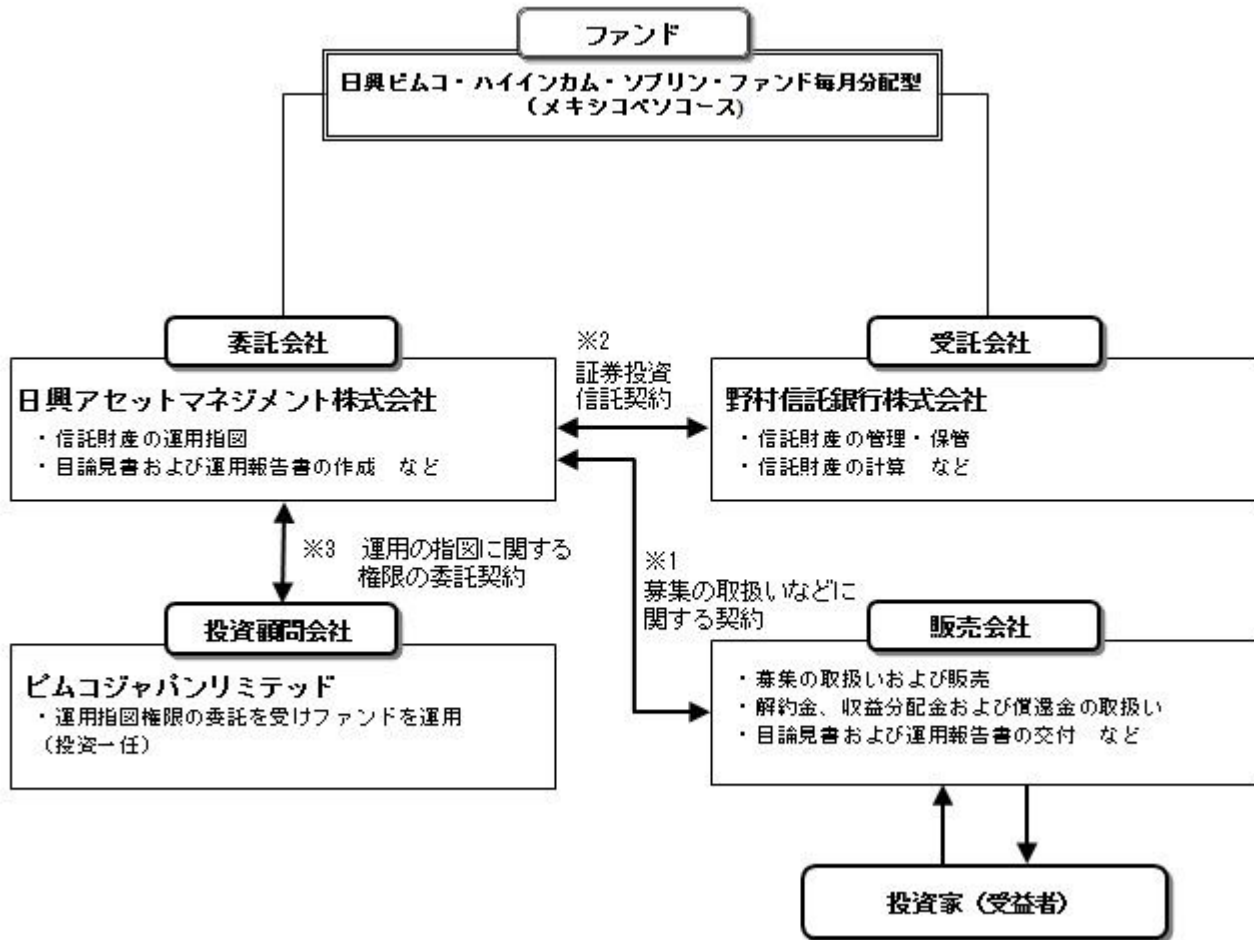 ファンド
日興ピムコ・ハイインカム・ソブリン・ファンド毎月分配型
(メキシコペソコース)
委託会社
日興アセットマネジメント株式会社
・信託財産の運用指図
・目論見書および運用報告書の作成 など
※2
証券投資
信託契約
受託会社
野村信託銀行株式会社
・信託財産の管理・保管
・信託財産の計算 など
※3 運用の指図に関する
権限の委託契約
※1
募集の取扱いなどに
関する契約
投資顧問会社
ピムコジャパンリミテッド
・運用指図権限の委託を受けファンドを運用
(投資一任)
販売会社
・募集の取扱いおよび販売
・解約金、収益分配金および償還金の取扱い
・目論見書および運用報告書の交付 など
投資家(受益者)